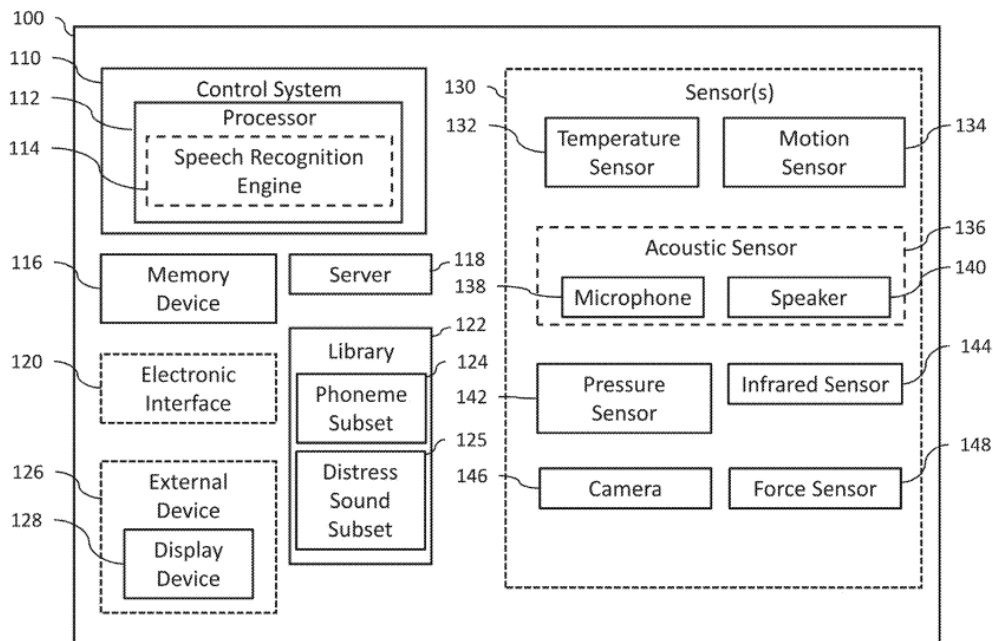 100
110
Control System
112
Processor
114
Speech Recognition
Engine
116
Memory
Device
Server
118
120
Electronic
Interface
122
Library
124
Phoneme
Subset
125
Distress
Sound
Subset
126
External
Device
128
Display
Device
130
Sensor(s)
132
Temperature
Sensor
Motion
Sensor
134
136
Acoustic Sensor
138
Microphone
Speaker
140
142
Pressure
Sensor
Infrared Sensor
144
146
Camera
Force Sensor
148